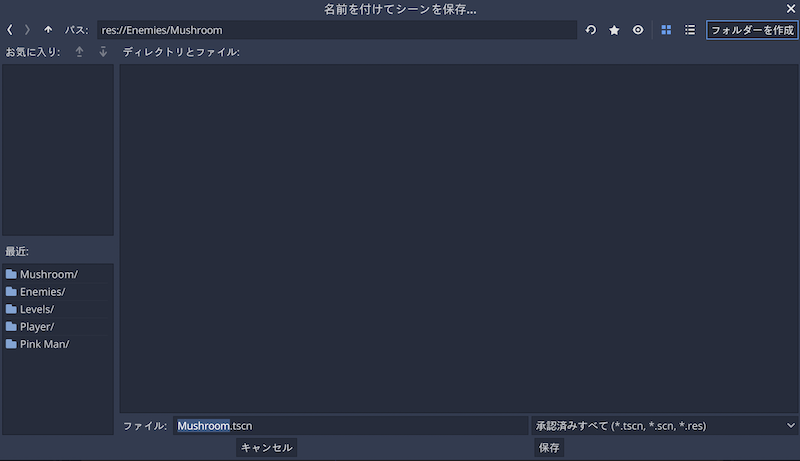 名前を付けてシーンを保存...
パス: res://Enemies/Mushroom フォルダーを作成
お気に入り: ディレクトリとファイル:
最近:
Mushroom/
Enemies/
Levels/
Player/
Pink Man/
ファイル: Mushroom.tscn 承認済みすべて (*.tscn, *.scn, *.res)
キャンセル 保存